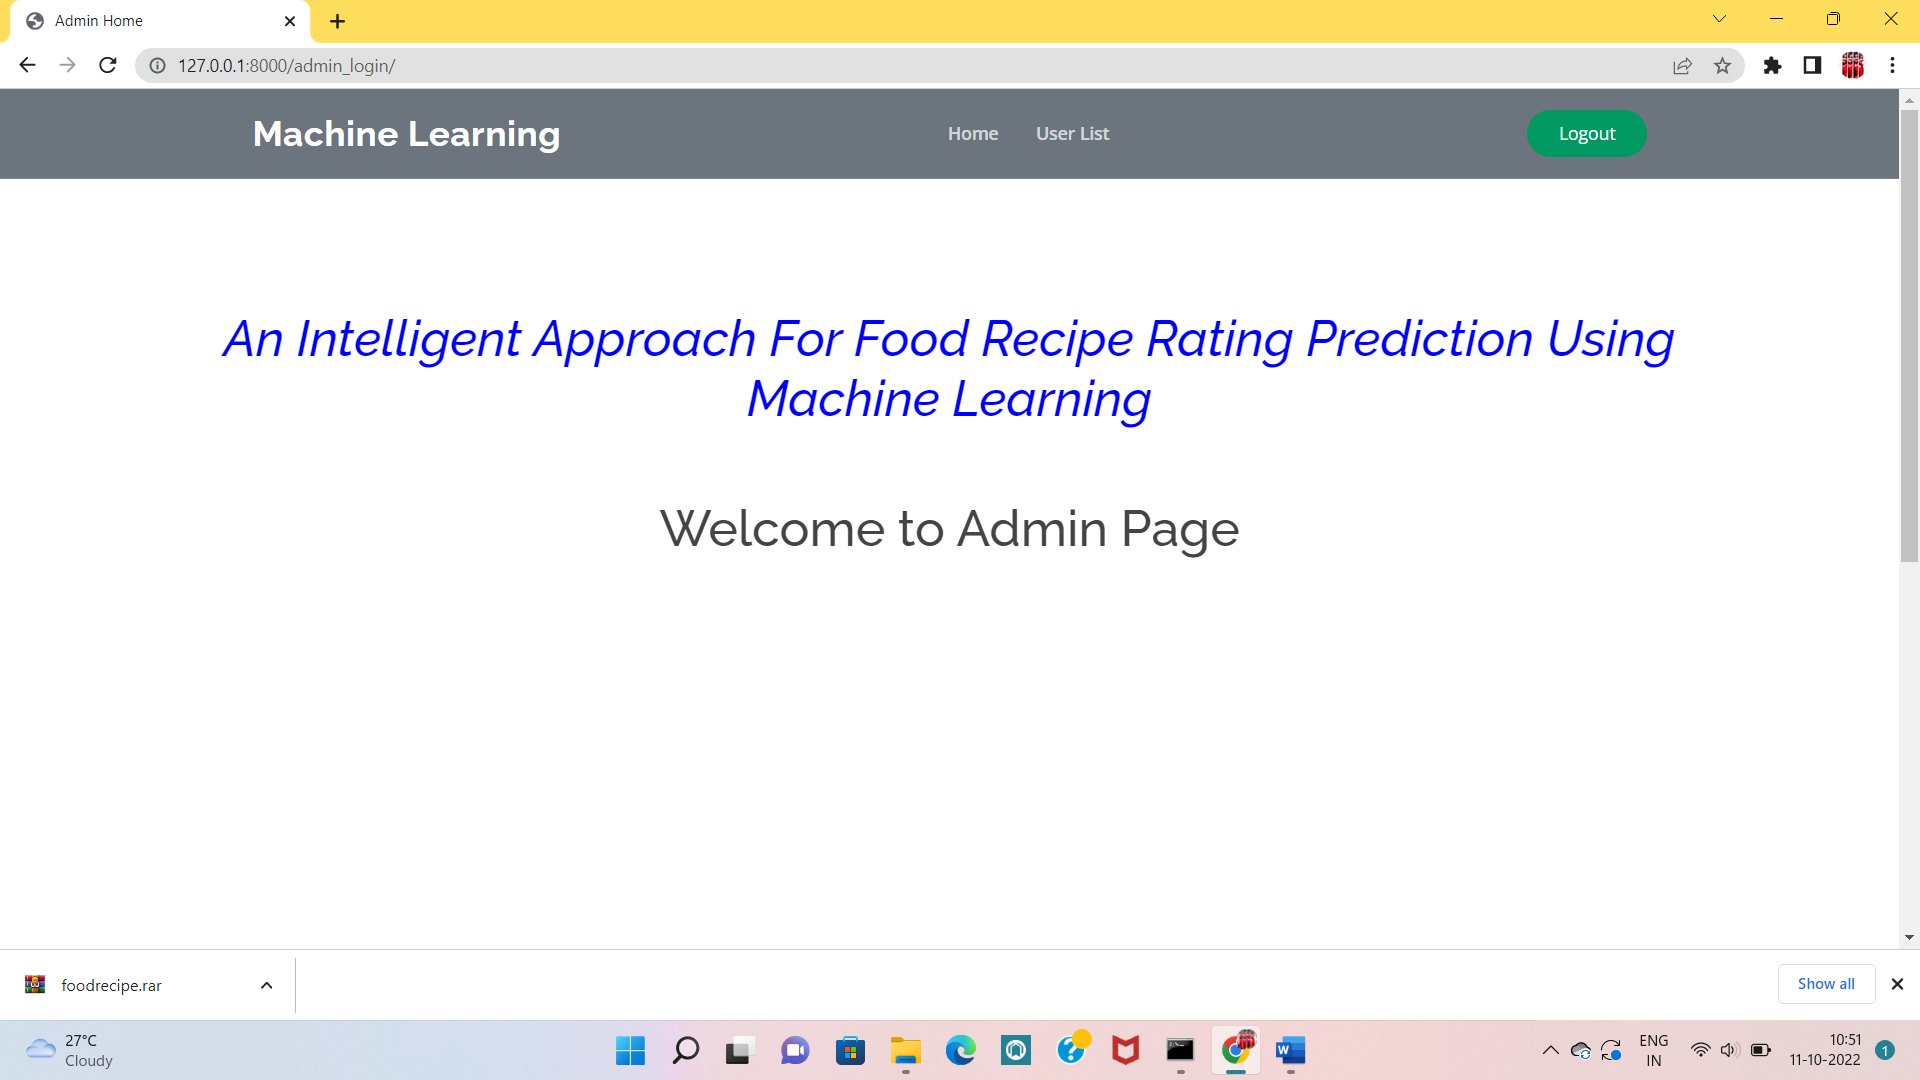 Admin Home
127.0.0.1:8000/admin_login/
Machine Learning
Home
User List
Logout
An Intelligent Approach For Food Recipe Rating Prediction Using
Machine Learning
Welcome to Admin Page
foodrecipe.rar
Show all
27°C
Cloudy
ENG
IN
10:51
11-10-2022
1